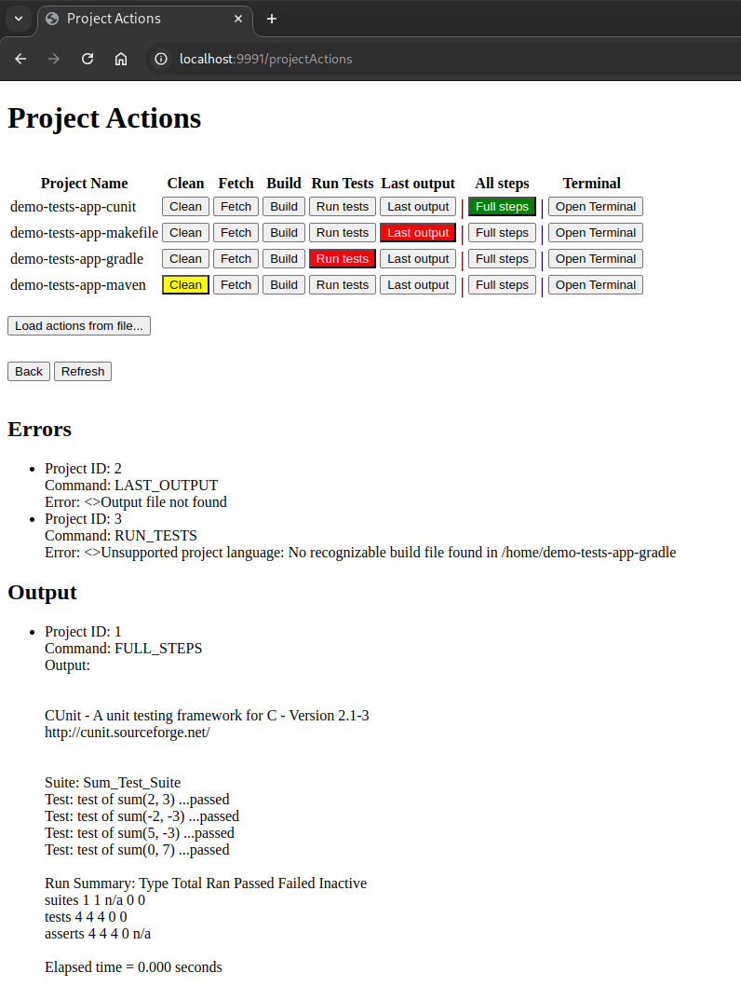 Project Actions
localhost:9991/projectActions
Project Actions
Project Name Clean Fetch Build Run Tests Last output All steps Terminal
demo-tests-app-cunit Clean Fetch Build Run tests Last output | Full steps | Open Terminal
demo-tests-app-makefile Clean Fetch Build Run tests Last output | Full steps | Open Terminal
demo-tests-app-gradle Clean Fetch Build Run tests Last output | Full steps | Open Terminal
demo-tests-app-maven Clean Fetch Build Run tests Last output | Full steps | Open Terminal
Load actions from file...
Back Refresh
Errors
• Project ID: 2
Command: LAST_OUTPUT
Error: <>Output file not found
• Project ID: 3
Command: RUN_TESTS
Error: <>Unsupported project language: No recognizable build file found in /home/demo-tests-app-gradle
Output
• Project ID: 1
Command: FULL_STEPS
Output:
CUnit - A unit testing framework for C - Version 2.1-3
http://cunit.sourceforge.net/
Suite: Sum_Test_Suite
Test: test of sum(2, 3) ...passed
Test: test of sum(-2, -3) ...passed
Test: test of sum(5, -3) ...passed
Test: test of sum(0, 7) ...passed
Run Summary: Type Total Ran Passed Failed Inactive
suites 1 1 n/a 0 0
tests 4 4 4 0 0
asserts 4 4 4 0 n/a
Elapsed time = 0.000 seconds